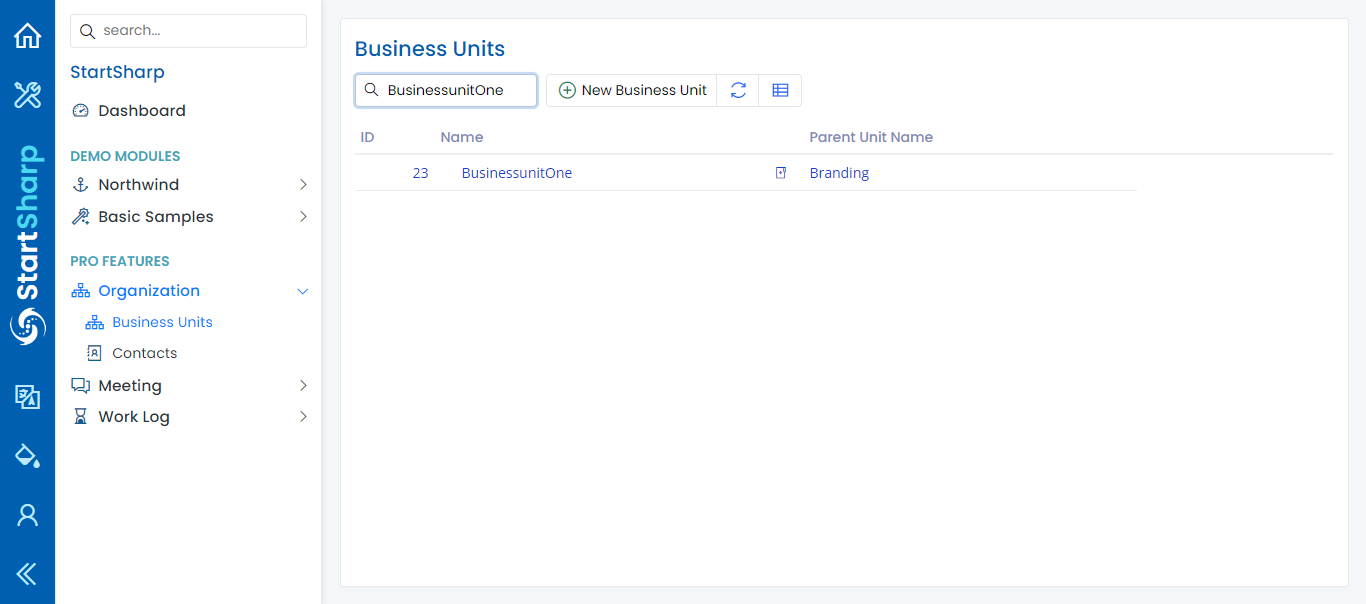 search...
StartSharp
Dashboard
DEMO MODULES
Northwind
Basic Samples
PRO FEATURES
Organization
Business Units
Contacts
Meeting
Work Log
StartSharp
Business Units
BusinessunitOne New Business Unit
ID Name Parent Unit Name
23 BusinessunitOne Branding